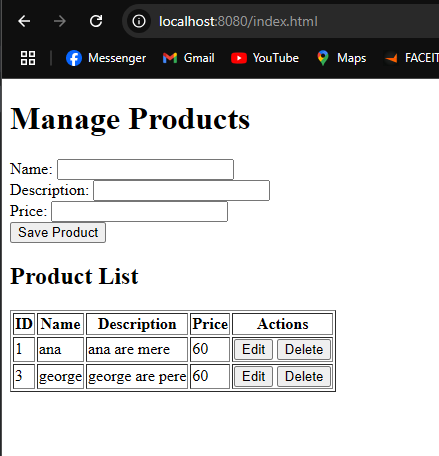 localhost:8080/index.html
Messenger Gmail YouTube Maps FACEIT
Manage Products
Name:
Description:
Price:
Save Product
Product List
ID Name Description Price Actions
1 ana ana are mere 60 Edit Delete
3 george george are pere 60 Edit Delete